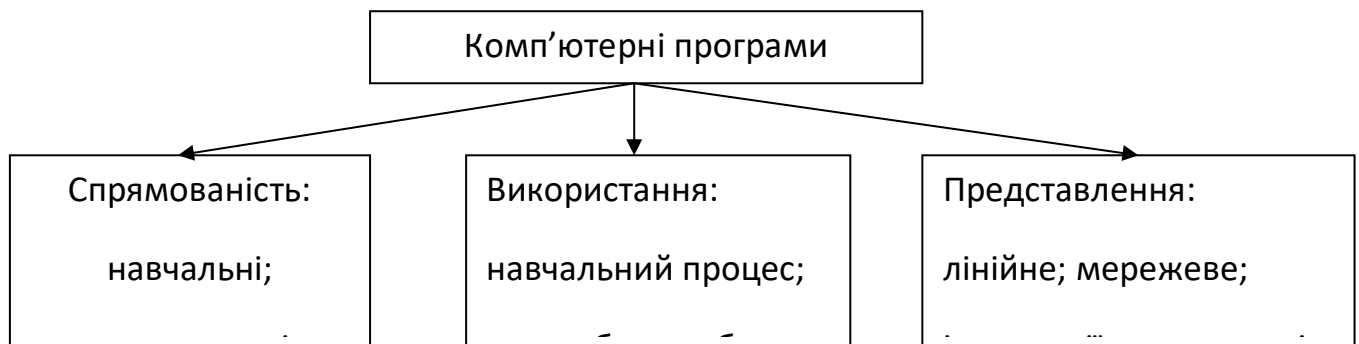 Комп’ютерні програми
Спрямованість:
навчальні;
Використання:
навчальний процес;
Представлення:
лінійне; мережеве;